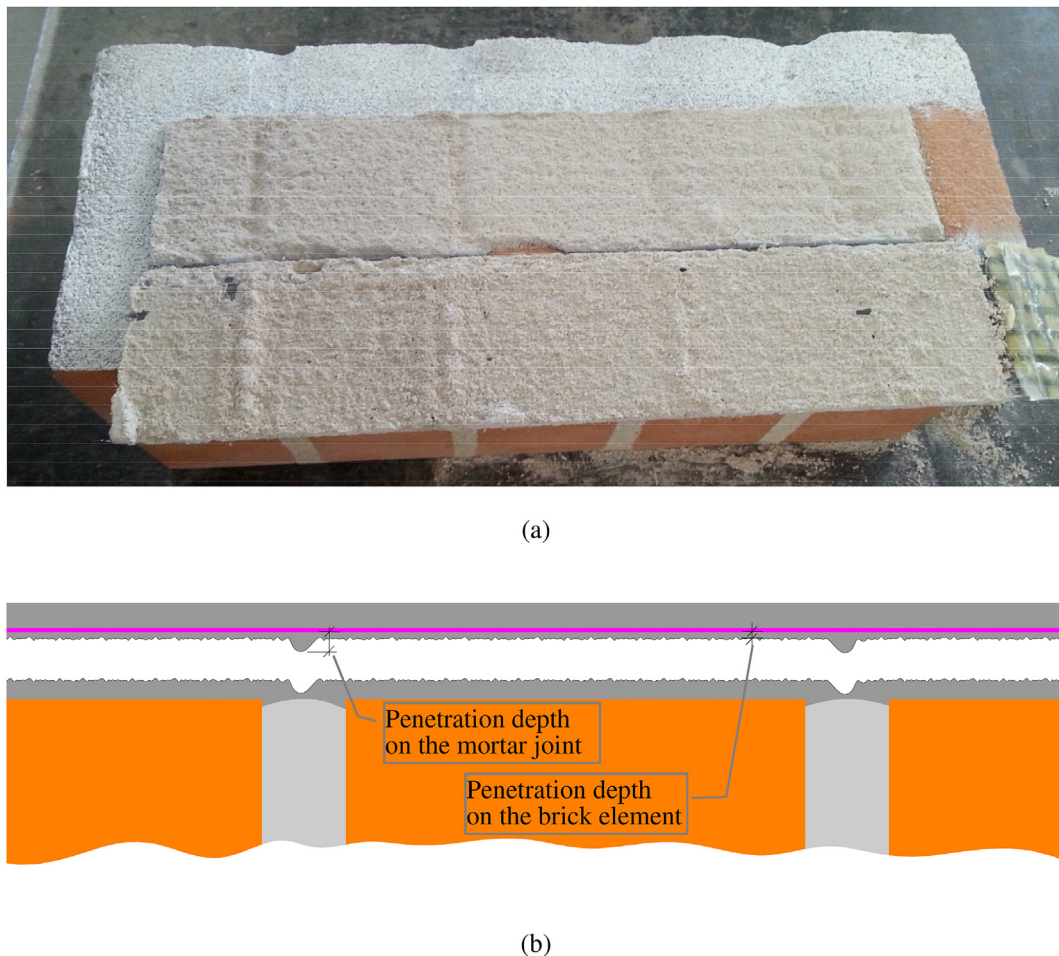 (a)
Penetration depth
on the mortar joint
Penetration depth
on the brick element
(b)